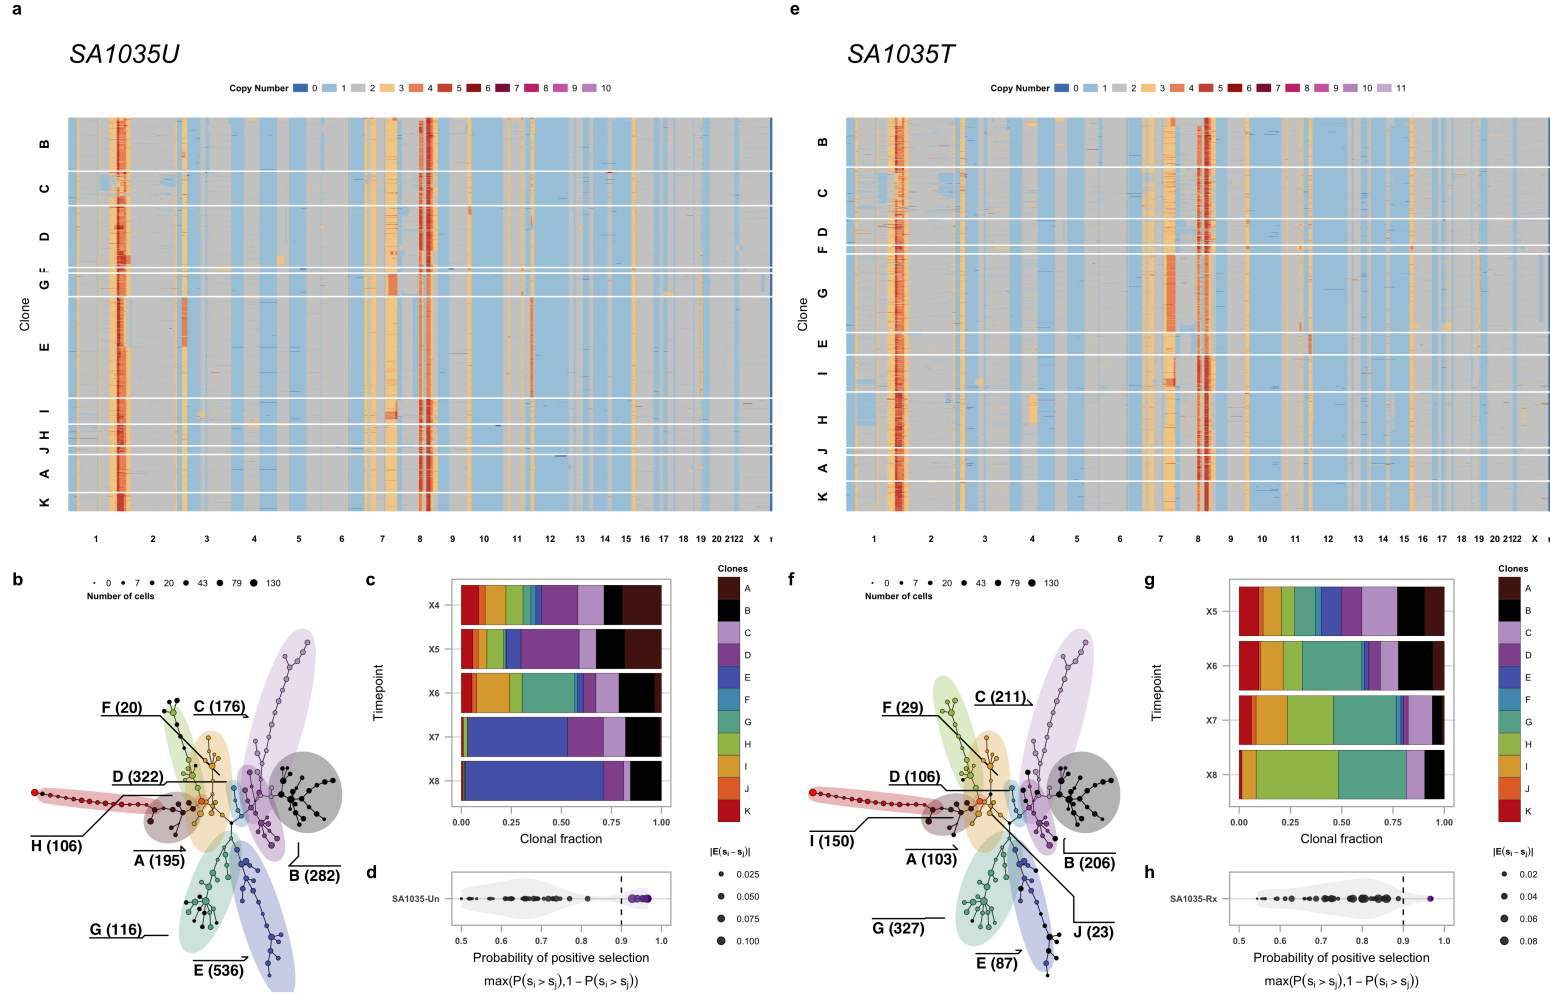 a
SA1035U
Copy Number 0 1 2 3 4 5 6 7 8 9 10
Clone
B
C
D
F
G
E
I
H
J
A
K
1 2 3 4 5 6 7 8 9 10 11 12 13 14 15 16 17 18 19 20 21 22 X
e
SA1035T
Copy Number 0 1 2 3 4 5 6 7 8 9 10 11
Clone
B
C
D
F
G
E
I
H
J
A
K
1 2 3 4 5 6 7 8 9 10 11 12 13 14 15 16 17 18 19 20 21 22 X
b
0 7 20 43 79 130
Number of cells
F (20)
C (176)
D (322)
H (106)
A (195)
B (282)
G (116)
E (536)
c
Timepoint
X4
X5
X6
X7
X8
0.00 0.25 0.50 0.75 1.00
Clonal fraction
Clones
A
B
C
D
E
F
G
H
I
J
K
d
SA1035-Un
0.5 0.6 0.7 0.8 0.9 1.0
Probability of positive selection
max(P(si > sj),1 − P(si > sj))
|E(si − sj)|
0.025
0.050
0.075
0.100
f
0 7 20 43 79 130
Number of cells
F (29)
C (211)
D (106)
I (150)
A (103)
B (206)
G (327)
J (23)
E (87)
g
Timepoint
X5
X6
X7
X8
0.00 0.25 0.50 0.75 1.00
Clonal fraction
Clones
A
B
C
D
E
F
G
H
I
J
K
h
SA1035-Rx
0.5 0.6 0.7 0.8 0.9 1.0
Probability of positive selection
max(P(si > sj),1 − P(si > sj))
|E(si − sj)|
0.02
0.04
0.06
0.08